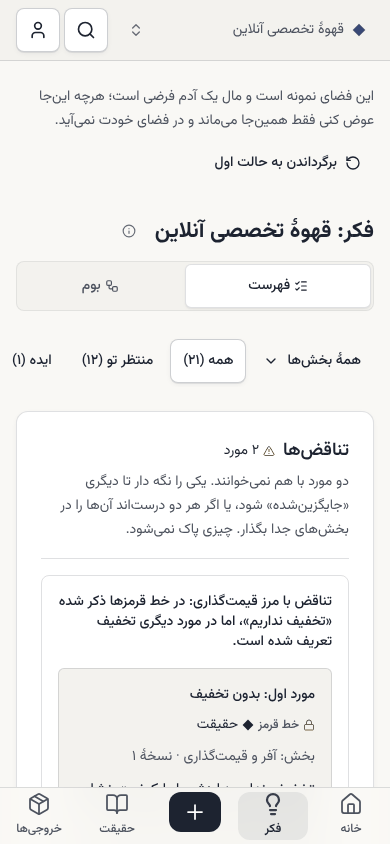 قهوهٔ تخصصی آنلاین
این فضای نمونه است و مال یک آدم فرضی است؛ هرچه این‌جا
عوض کنی فقط همین‌جا می‌ماند و در فضای خودت نمی‌آید.
برگرداندن به حالت اول
فکر: قهوهٔ تخصصی آنلاین
فهرست
بوم
همهٔ بخش‌ها
همه (۲۱)
منتظر تو (۱۲)
ایده (۱)
تناقض‌ها
۲ مورد
دو مورد با هم نمی‌خوانند. یکی را نگه دار تا دیگری
«جایگزین‌شده» شود، یا اگر هر دو درست‌اند آن‌ها را در
بخش‌های جدا بگذار. چیزی پاک نمی‌شود.
تناقض با مرز قیمت‌گذاری: در خط قرمزها ذکر شده
«تخفیف نداریم»، اما در مورد دیگری تخفیف
تعریف شده است.
مورد اول: بدون تخفیف
خط قرمز
حقیقت
بخش: آفر و قیمت‌گذاری · نسخهٔ ۱
خانه
فکر
حقیقت
خروجی‌ها